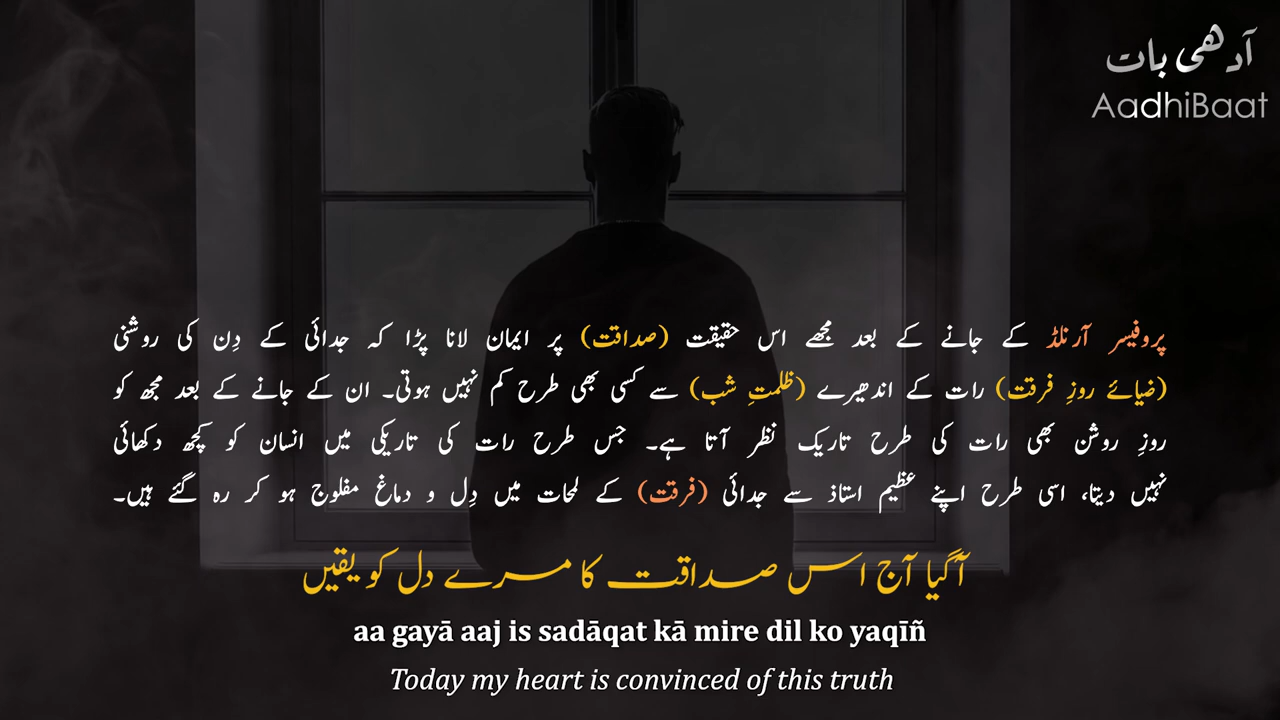 آدھی بات
AadhiBaat
پروفیسر آرنلڈ کے جانے کے بعد مجھے اس حقیقت (صداقت) پر ایمان لانا پڑا کہ جدائی کے دِن کی روشنی
(ضیائے روزِ فرقت) رات کے اندھیرے (ظلمتِ شب) سے کسی بھی طرح کم نہیں ہوتی۔ ان کے جانے کے بعد مجھ کو
روزِ روشن بھی رات کی طرح تاریک نظر آتا ہے۔ جس طرح رات کی تاریکی میں انسان کو کچھ دکھائی
نہیں دیتا، اسی طرح اپنے عظیم استاذ سے جدائی (فرقت) کے لمحات میں دِل و دماغ مفلوج ہو کر رہ گئے ہیں۔
آگیا آج اس صداقت کا مرے دل کو یقیں
aa gayā aaj is sadāqat kā mire dil ko yaqīñ
Today my heart is convinced of this truth